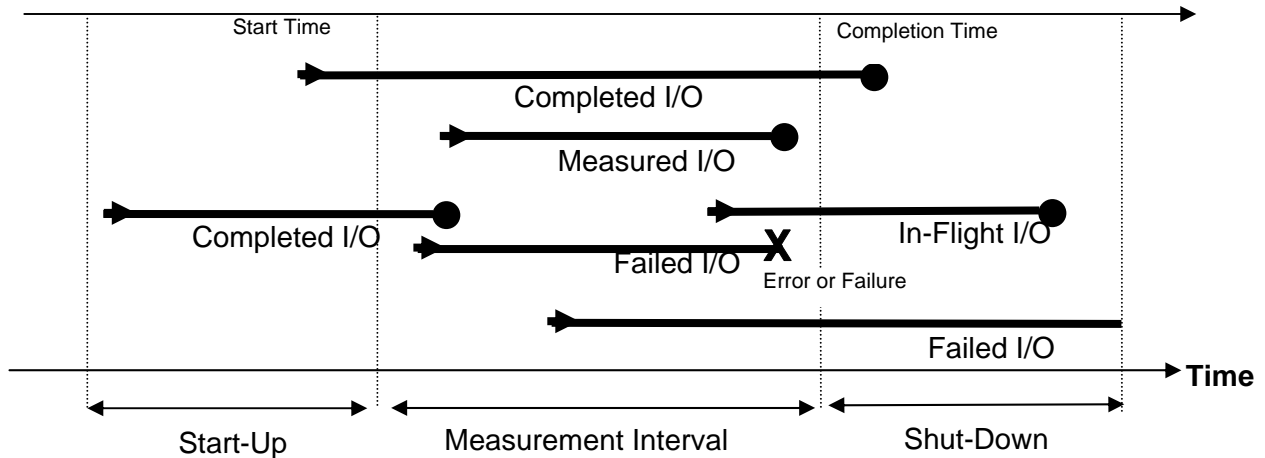 Start Time
Completion Time
Completed I/O
Measured I/O
Completed I/O
In-Flight I/O
Failed I/O
X
Error or Failure
Failed I/O
Time
Start-Up
Measurement Interval
Shut-Down